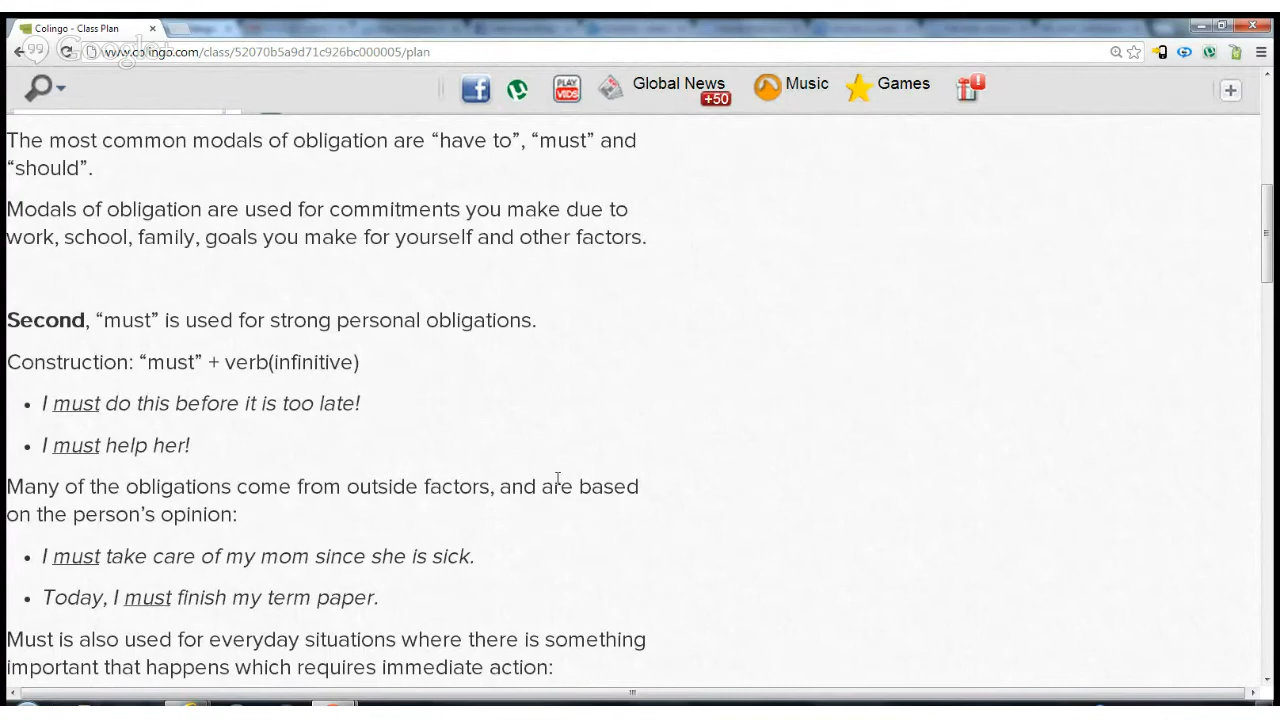 Colingo - Class Plan
Google+
www.colingo.com/class/52070b5a9d71c926bc000005/plan
PLAY
VIDS
Global News
+50
Music
Games
The most common modals of obligation are “have to”, “must” and
“should”.
Modals of obligation are used for commitments you make due to
work, school, family, goals you make for yourself and other factors.
Second, “must” is used for strong personal obligations.
Construction: “must” + verb(infinitive)
• I must do this before it is too late!
• I must help her!
Many of the obligations come from outside factors, and are based
on the person’s opinion:
• I must take care of my mom since she is sick.
• Today, I must finish my term paper.
Must is also used for everyday situations where there is something
important that happens which requires immediate action: